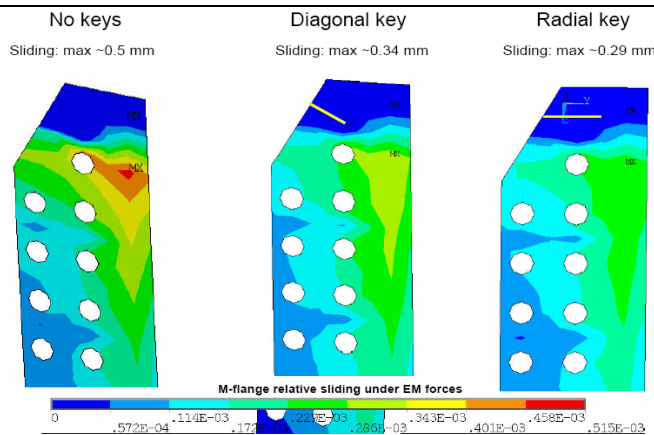 No keys Diagonal key Radial key
Sliding: max ~0.5 mm Sliding: max ~0.34 mm Sliding: max ~0.29 mm
MN
MX
MX
MX
M-flange relative sliding under EM forces
0 .114E-03 .229E-03 .343E-03 .458E-03
.572E-04 .172E-03 .286E-03 .401E-03 .515E-03